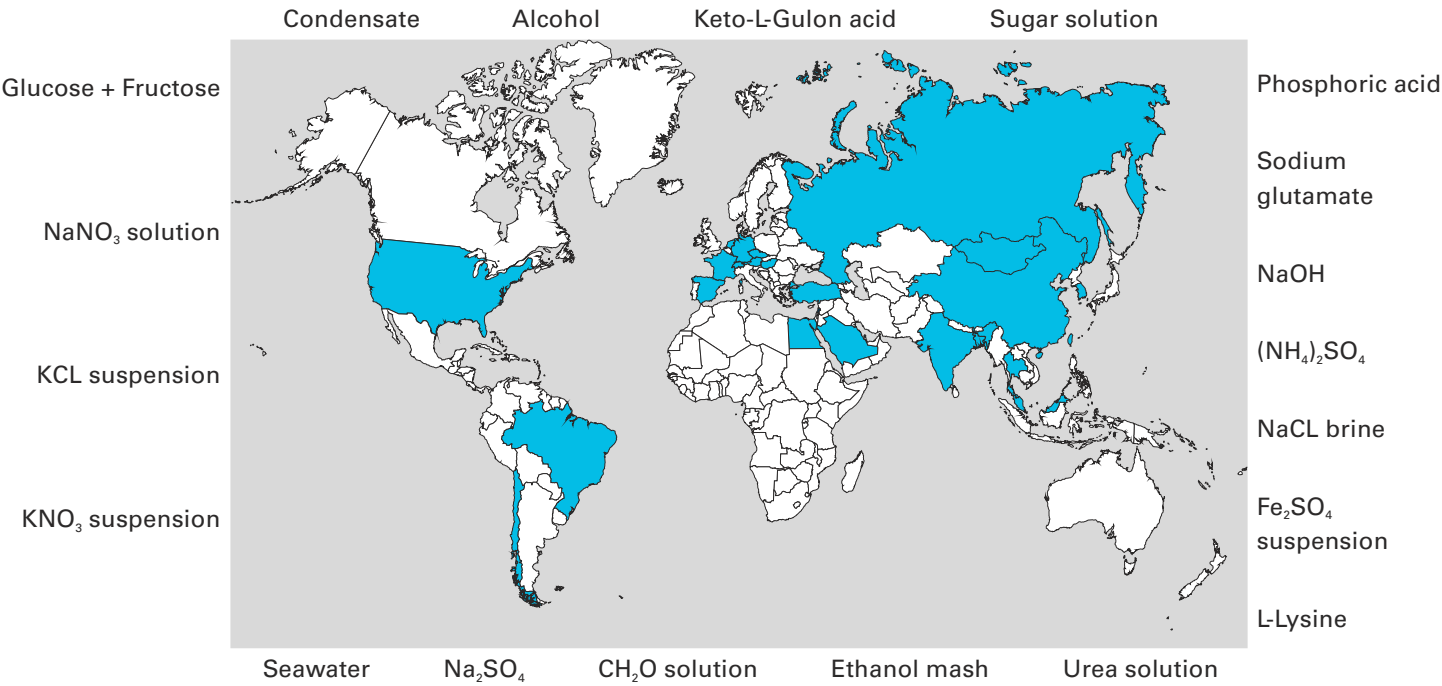 Condensate
Alcohol
Keto-L-Gulon acid
Sugar solution
Glucose + Fructose
NaNO₃ solution
KCL suspension
KNO₃ suspension
Phosphoric acid
Sodium
glutamate
NaOH
(NH₄)₂SO₄
NaCL brine
Fe₂SO₄
suspension
L-Lysine
Seawater
Na₂SO₄
CH₂O solution
Ethanol mash
Urea solution